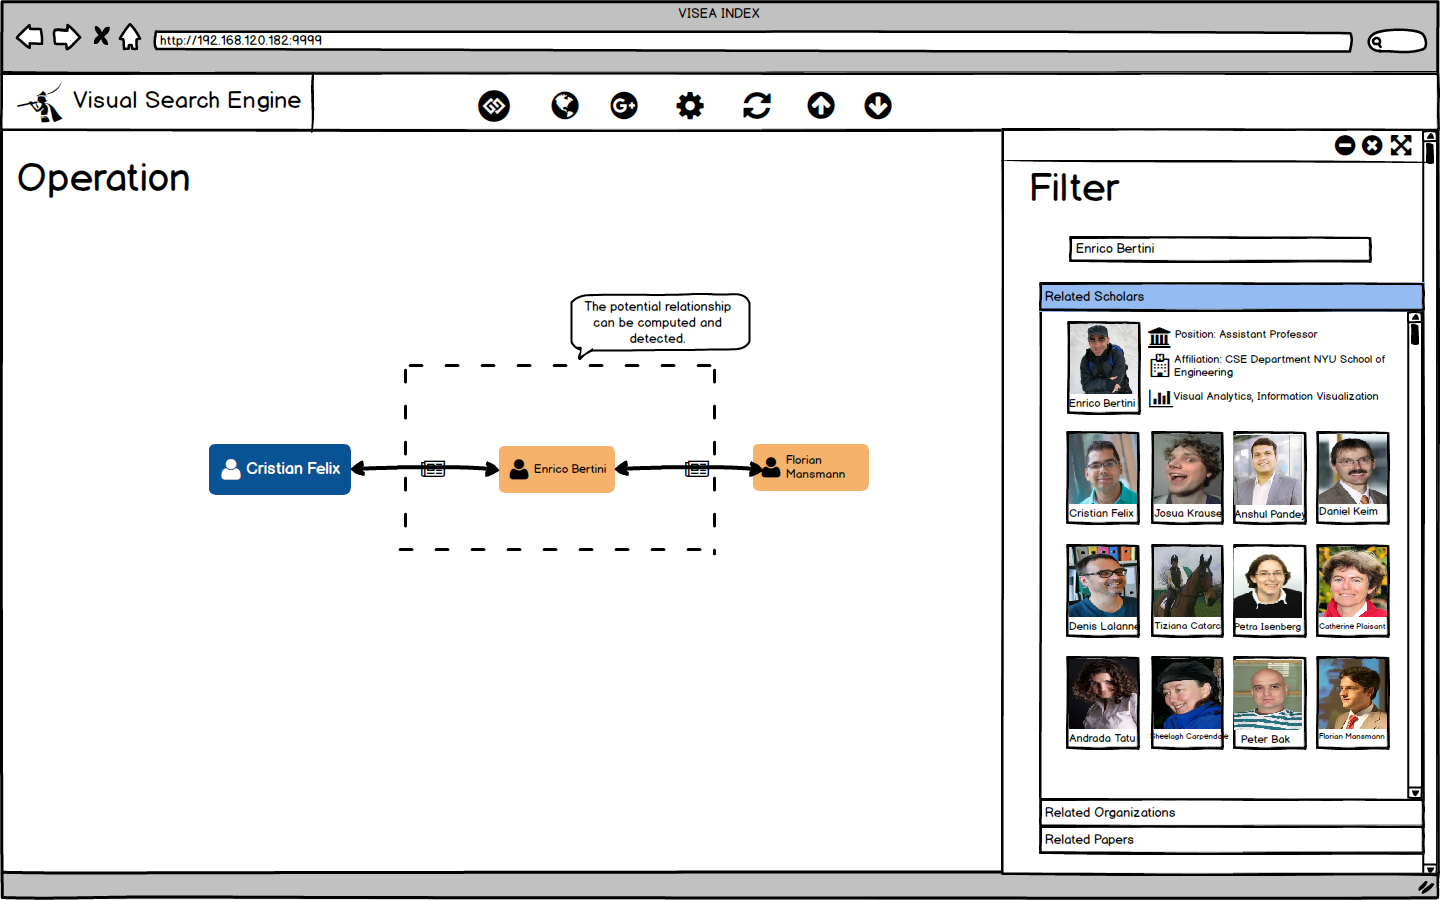 VISEA INDEX
http://192.168.120.182:9999
Visual Search Engine
G+
Operation
The potential relationship
can be computed and
detected.
Cristian Felix
Enrico Bertini
Florian
Mansmann
Filter
Enrico Bertini
Related Scholars
Enrico Bertini
Position: Assistant Professor
Affiliation: CSE Department NYU School of
Engineering
Visual Analytics, Information Visualization
Cristian Felix
Josua Krause
Anshul Pandey
Daniel Keim
Denis Lalanne
Tiziana Catarc
Petra Isenberg
Catherine Plaisant
Andrada Tatu
Sheelagh Carpendale
Peter Bak
Florian Mansmann
Related Organizations
Related Papers